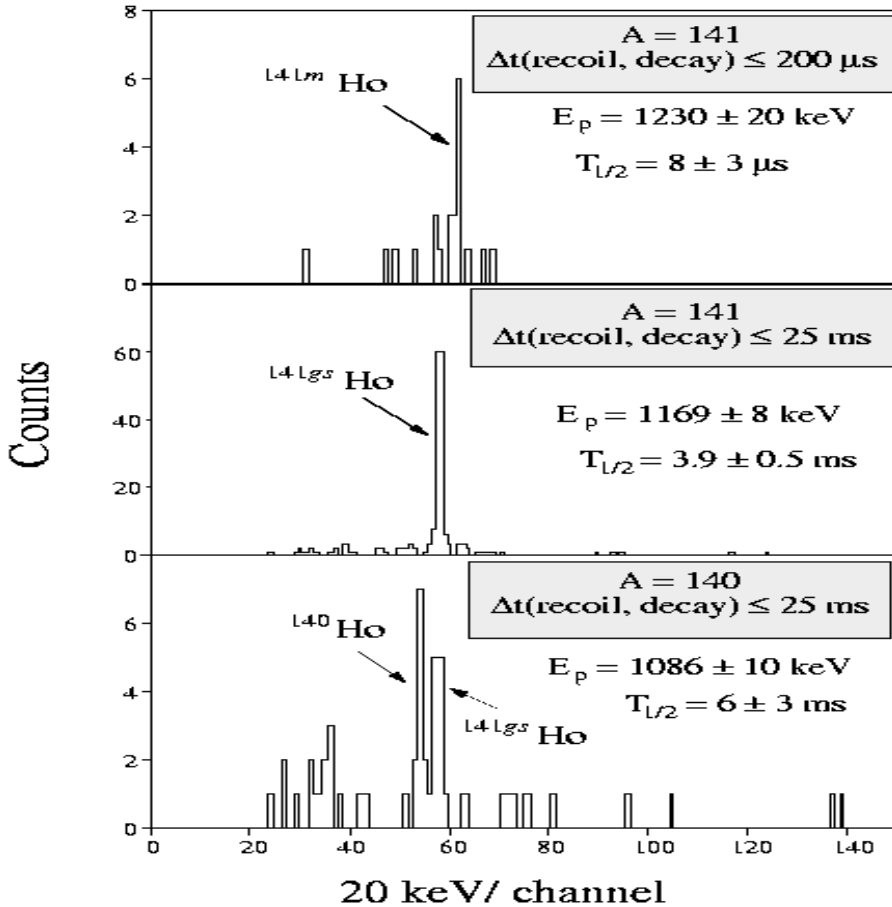 8
6
4
2
0
A = 141
Δt(recoil, decay) ≤ 200 μs
141m Ho
E p = 1230 ± 20 keV
T 1/2 = 8 ± 3 μs
60
40
20
0
A = 141
Δt(recoil, decay) ≤ 25 ms
141gs Ho
E p = 1169 ± 8 keV
T 1/2 = 3.9 ± 0.5 ms
Counts
6
4
2
0
A = 140
Δt(recoil, decay) ≤ 25 ms
140 Ho
E p = 1086 ± 10 keV
T 1/2 = 6 ± 3 ms
141gs Ho
0 20 40 60 80 100 120 140
20 keV/ channel